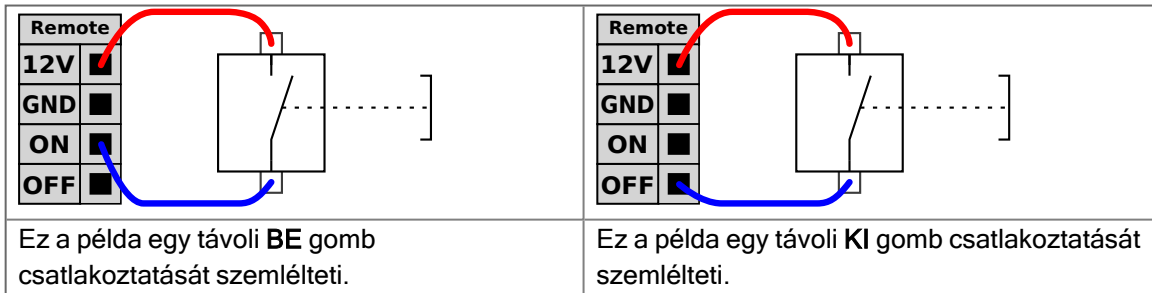 Remote
12V
GND
ON
OFF
Ez a példa egy távoli BE gomb
csatlakoztatását szemlélteti.
Remote
12V
GND
ON
OFF
Ez a példa egy távoli KI gomb csatlakoztatását
szemlélteti.